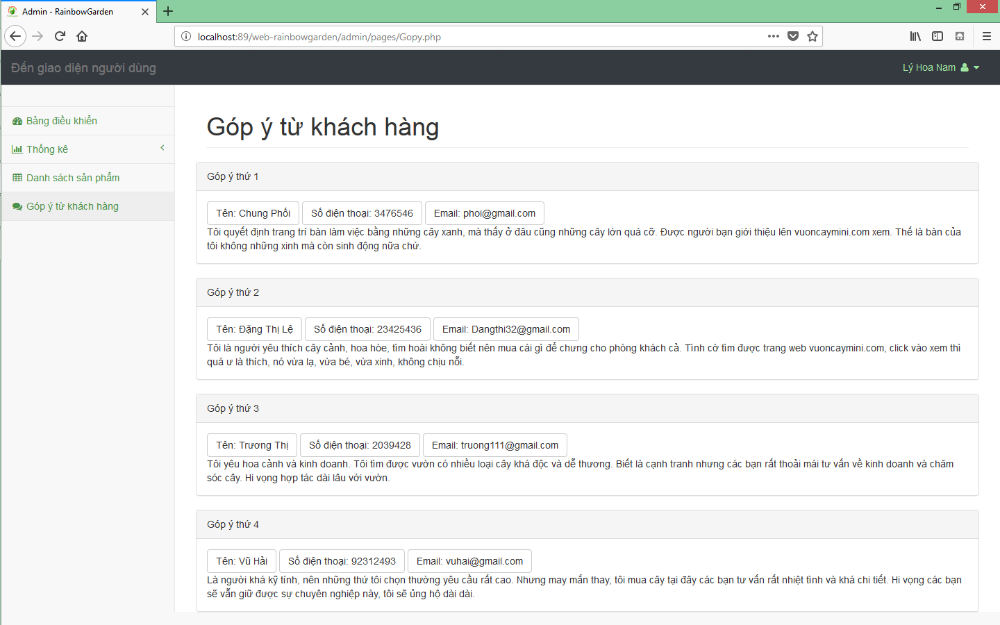 Admin - RainbowGarden
localhost:89/web-rainbowgarden/admin/pages/Gopy.php
Đến giao diện người dùng
Lý Hoa Nam
Bảng điều khiển
Thống kê
Danh sách sản phẩm
Góp ý từ khách hàng
Góp ý từ khách hàng
Góp ý thứ 1
Tên: Chung Phối Số điện thoại: 3476546 Email: phoi@gmail.com
Tôi quyết định trang trí bàn làm việc bằng những cây xanh, mà thấy ở đâu cũng những cây lớn quá cỡ. Được người bạn giới thiệu lên vuoncaymini.com xem. Thế là bàn của
tôi không những xinh mà còn sinh động nữa chứ.
Góp ý thứ 2
Tên: Đặng Thị Lệ Số điện thoại: 23425436 Email: Dangthi32@gmail.com
Tôi là người yêu thích cây cảnh, hoa hòe, tìm hoài không biết nên mua cái gì để chưng cho phòng khách cả. Tình cờ tìm được trang web vuoncaymini.com, click vào xem thì
quá ư là thích, nó vừa lạ, vừa bé, vừa xinh, không chịu nỗi.
Góp ý thứ 3
Tên: Trương Thị Số điện thoại: 2039428 Email: truong111@gmail.com
Tôi yêu hoa cảnh và kinh doanh. Tôi tìm được vườn có nhiều loại cây khá độc và dễ thương. Biết là cạnh tranh nhưng các bạn rất thoải mái tư vấn về kinh doanh và chăm
sóc cây. Hi vọng hợp tác dài lâu với vườn.
Góp ý thứ 4
Tên: Vũ Hải Số điện thoại: 92312493 Email: vuhai@gmail.com
Là người khá kỹ tính, nên những thứ tôi chọn thường yêu cầu rất cao. Nhưng may mắn thay, tôi mua cây tại đây các bạn tư vấn rất nhiệt tình và khá chi tiết. Hi vọng các bạn
sẽ vẫn giữ được sự chuyên nghiệp này, tôi sẽ ủng hộ dài dài.